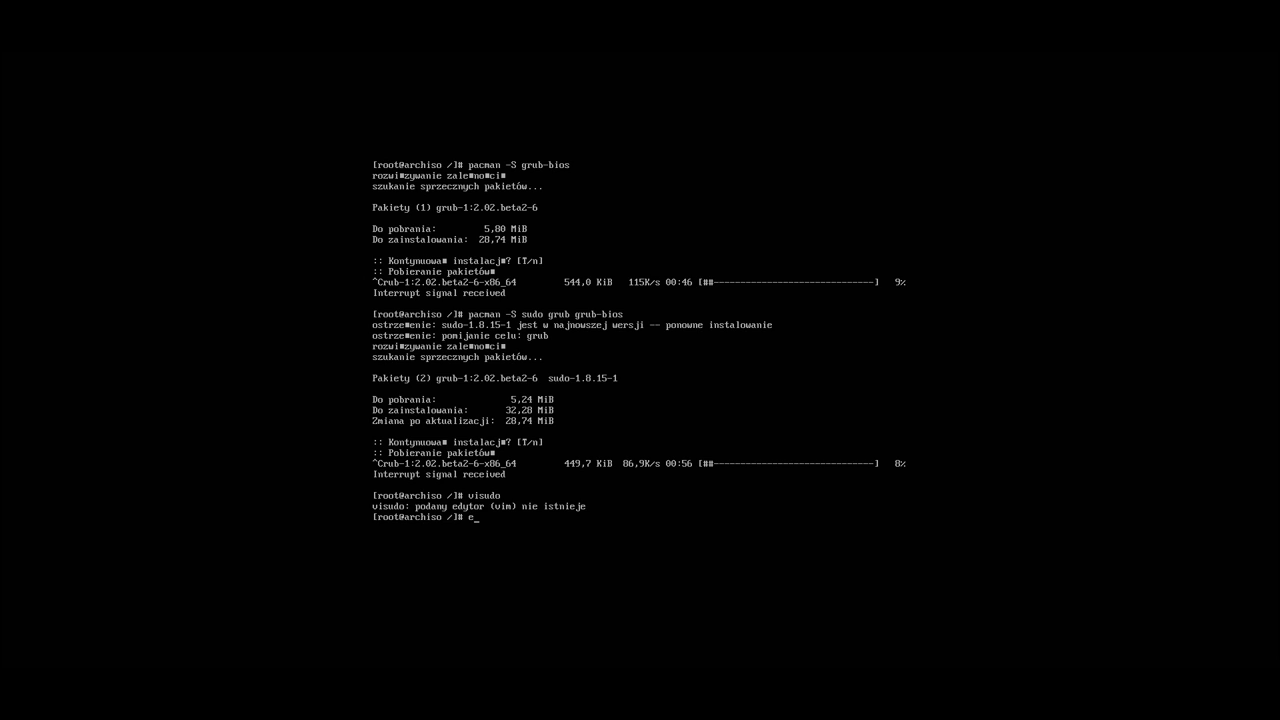 [root@archiso /]# pacman -S grub-bios
rozwi■zywanie zale■no■ci■
szukanie sprzecznych pakietów...
Pakiety (1) grub-1:2.02.beta2-6
Do pobrania: 5,80 MiB
Do zainstalowania: 28,74 MiB
:: Kontynuowa■ instalacj■? [T/n]
:: Pobieranie pakietów■
^Crub-1:2.02.beta2-6-x86_64 544,0 KiB 115K/s 00:46 [##------------------------------] 9%
Interrupt signal received
[root@archiso /]# pacman -S sudo grub grub-bios
ostrze■enie: sudo-1.8.15-1 jest w najnowszej wersji -- ponowne instalowanie
ostrze■enie: pomijanie celu: grub
rozwi■zywanie zale■no■ci■
szukanie sprzecznych pakietów...
Pakiety (2) grub-1:2.02.beta2-6 sudo-1.8.15-1
Do pobrania: 5,24 MiB
Do zainstalowania: 32,28 MiB
Zmiana po aktualizacji: 28,74 MiB
:: Kontynuowa■ instalacj■? [T/n]
:: Pobieranie pakietów■
^Crub-1:2.02.beta2-6-x86_64 449,7 KiB 86,9K/s 00:56 [##------------------------------] 8%
Interrupt signal received
[root@archiso /]# visudo
visudo: podany edytor (vim) nie istnieje
[root@archiso /]# e_